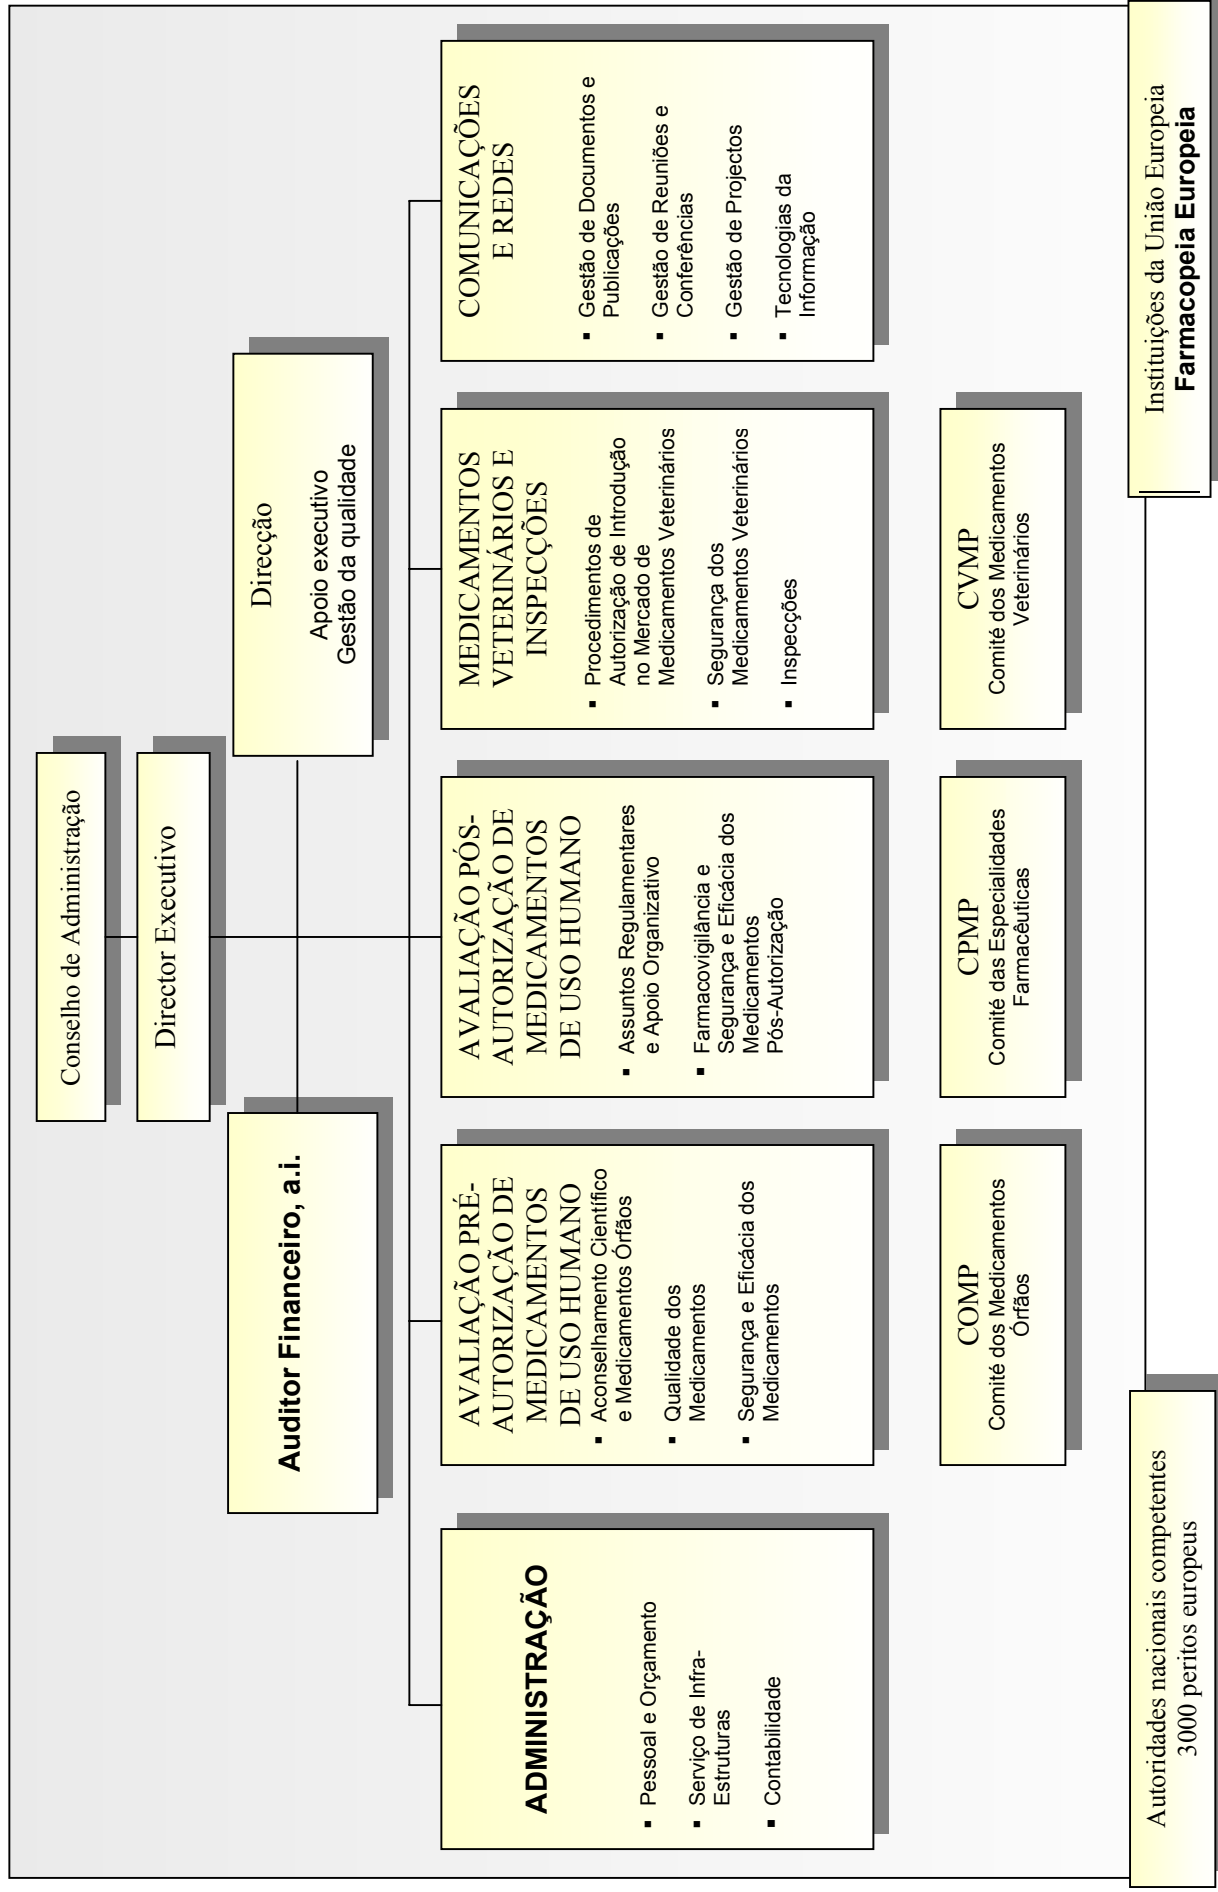 Conselho de Administração
Director Executivo
Auditor Financeiro, a.i.
Direcção
Apoio executivo
Gestão da qualidade
ADMINISTRAÇÃO
▪ Pessoal e Orçamento
▪ Serviço de Infra-
Estruturas
▪ Contabilidade
AVALIAÇÃO PRÉ-
AUTORIZAÇÃO DE
MEDICAMENTOS
DE USO HUMANO
▪ Aconselhamento Científico
e Medicamentos Órfãos
▪ Qualidade dos
Medicamentos
▪ Segurança e Eficácia dos
Medicamentos
AVALIAÇÃO PÓS-
AUTORIZAÇÃO DE
MEDICAMENTOS
DE USO HUMANO
▪ Assuntos Regulamentares
e Apoio Organizativo
▪ Farmacovigilância e
Segurança e Eficácia dos
Medicamentos
Pós-Autorização
MEDICAMENTOS
VETERINÁRIOS E
INSPECÇÕES
▪ Procedimentos de
Autorização de Introdução
no Mercado de
Medicamentos Veterinários
▪ Segurança dos
Medicamentos Veterinários
▪ Inspecções
COMUNICAÇÕES
E REDES
▪ Gestão de Documentos e
Publicações
▪ Gestão de Reuniões e
Conferências
▪ Gestão de Projectos
▪ Tecnologias da
Informação
COMP
Comité dos Medicamentos
Órfãos
CPMP
Comité das Especialidades
Farmacêuticas
CVMP
Comité dos Medicamentos
Veterinários
Autoridades nacionais competentes
3000 peritos europeus
Instituições da União Europeia
Farmacopeia Europeia